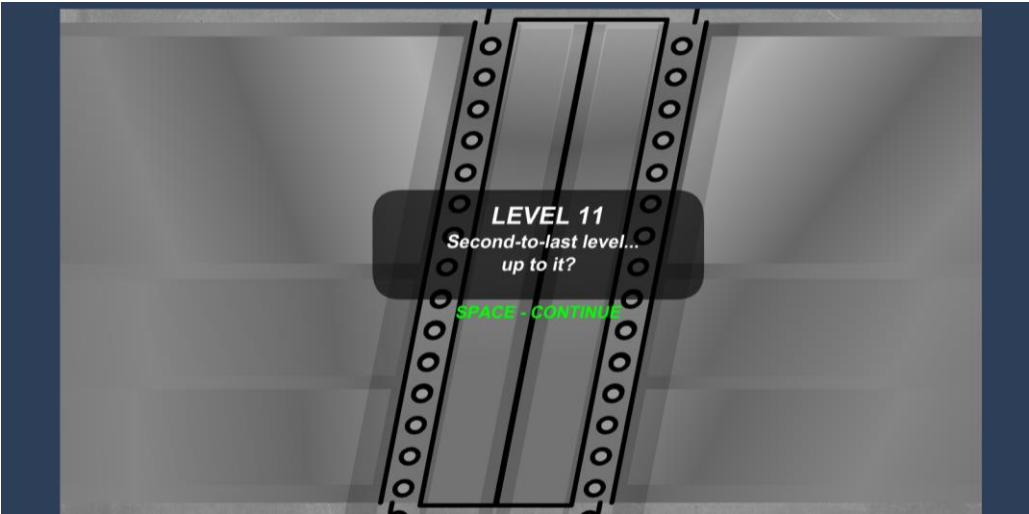 LEVEL 11
Second-to-last level...
up to it?
SPACE - CONTINUE